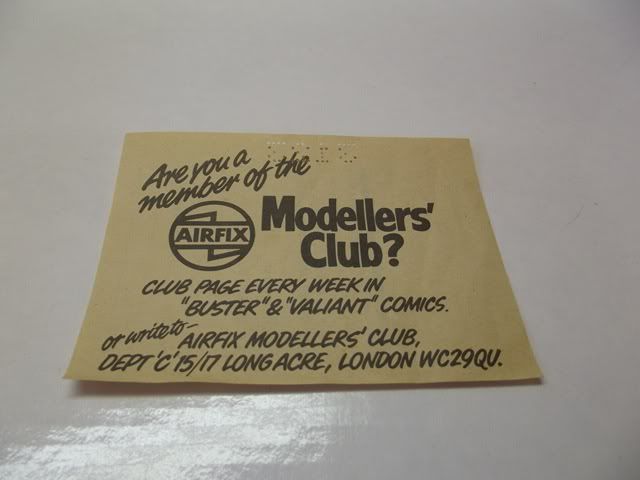 Are you a
member of the
AIRFIX
Modellers'
Club?
CLUB PAGE EVERY WEEK IN
"BUSTER" & "VALIANT" COMICS.
or write to—
AIRFIX MODELLERS' CLUB,
DEPT 'C' 15/17 LONG ACRE, LONDON WC29QU.